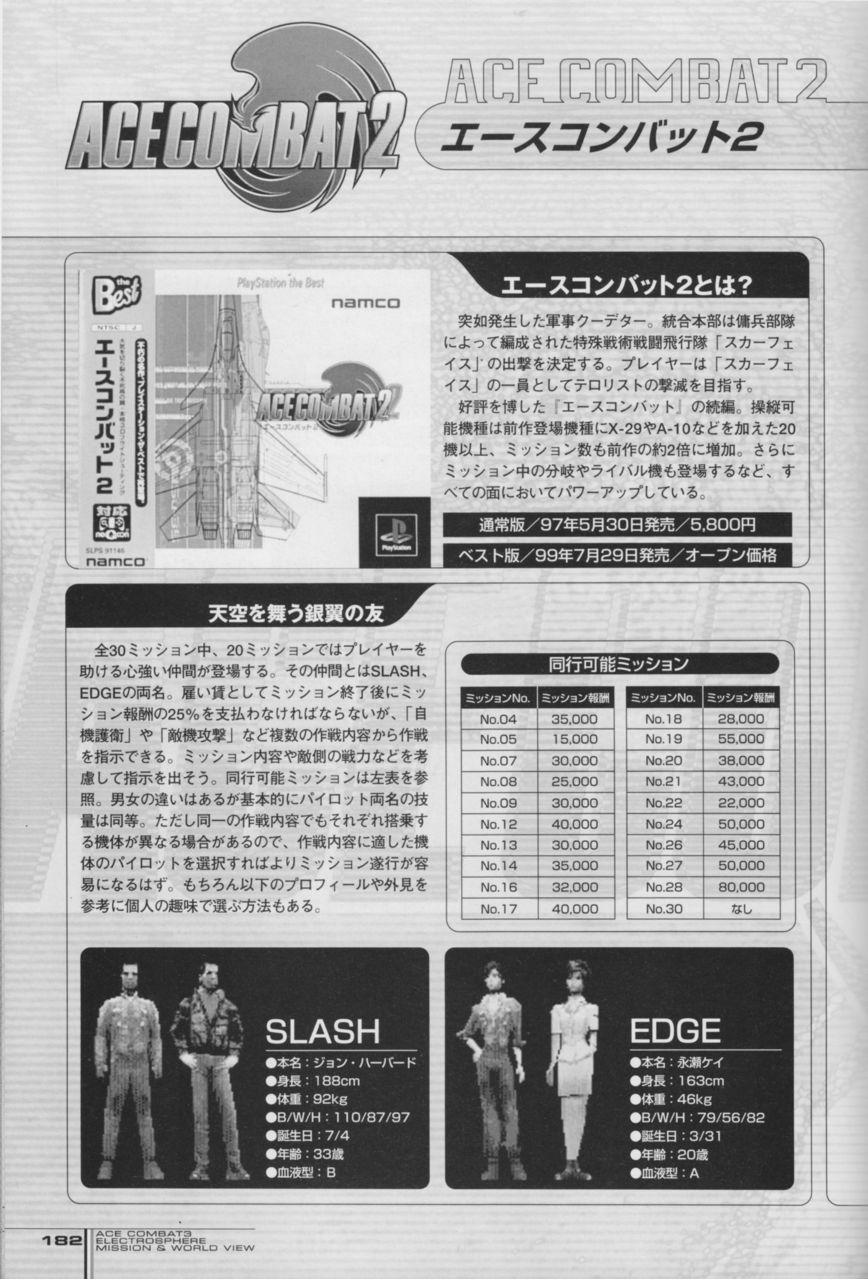 ACE COMBAT 2
ACE COMBAT 2
エースコンバット2
the Best
NTSC J
エースコンバット2
対応
neGcon
SLPS 91146
namco
PlayStation the Best
namco
ACE COMBAT 2
エースコンバット2
PlayStation
エースコンバット2とは?
突如発生した軍事クーデター。統合本部は傭兵部隊
によって編成された特殊戦術戦闘飛行隊「スカーフェ
イス」の出撃を決定する。プレイヤーは「スカーフェ
イス」の一員としてテロリストの撃滅を目指す。
好評を博した『エースコンバット』の続編。操縦可
能機種は前作登場機種にX-29やA-10などを加えた20
機以上、ミッション数も前作の約2倍に増加。さらに
ミッション中の分岐やライバル機も登場するなど、す
べての面においてパワーアップしている。
通常版/97年5月30日発売/5,800円
ベスト版/99年7月29日発売/オープン価格
天空を舞う銀翼の友
全30ミッション中、20ミッションではプレイヤーを
助ける心強い仲間が登場する。その仲間とはSLASH、
EDGEの両名。雇い賃としてミッション終了後にミッ
ション報酬の25%を支払わなければならないが、「自
機護衛」や「敵機攻撃」など複数の作戦内容から作戦
を指示できる。ミッション内容や敵側の戦力などを考
慮して指示を出そう。同行可能ミッションは左表を参
照。男女の違いはあるが基本的にパイロット両名の技
量は同等。ただし同一の作戦内容でもそれぞれ搭乗す
る機体が異なる場合があるので、作戦内容に適した機
体のパイロットを選択すればよりミッション遂行が容
易になるはず。もちろん以下のプロフィールや外見を
参考に個人の趣味で選ぶ方法もある。
同行可能ミッション
ミッションNo. ミッション報酬 ミッションNo. ミッション報酬
No.04 35,000 No.18 28,000
No.05 15,000 No.19 55,000
No.07 30,000 No.20 38,000
No.08 25,000 No.21 43,000
No.09 30,000 No.22 22,000
No.12 40,000 No.24 50,000
No.13 30,000 No.26 45,000
No.14 35,000 No.27 50,000
No.16 32,000 No.28 80,000
No.17 40,000 No.30 なし
SLASH
●本名:ジョン・ハーバード
●身長:188cm
●体重:92kg
●B/W/H:110/87/97
●誕生日:7/4
●年齢:33歳
●血液型:B
EDGE
●本名:永瀬ケイ
●身長:163cm
●体重:46kg
●B/W/H:79/56/82
●誕生日:3/31
●年齢:20歳
●血液型:A
182
ACE COMBAT3
ELECTROSPHERE
MISSION & WORLD VIEW